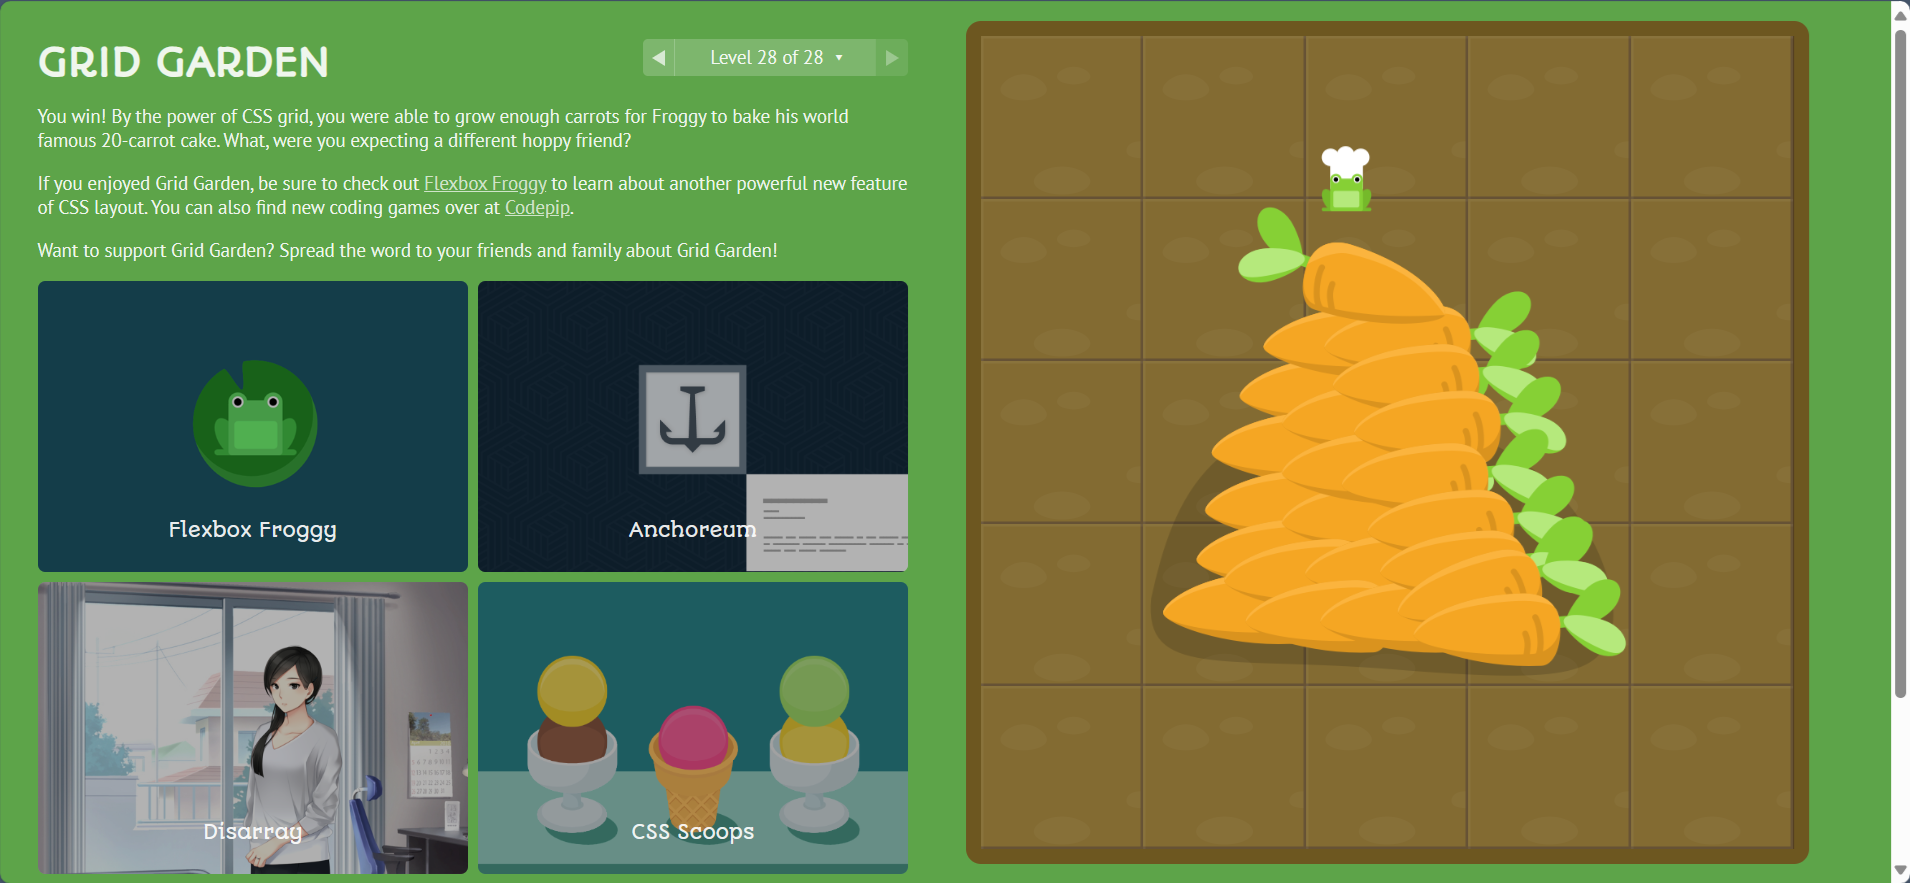 GRID GARDEN
Level 28 of 28
You win! By the power of CSS grid, you were able to grow enough carrots for Froggy to bake his world
famous 20-carrot cake. What, were you expecting a different hoppy friend?
If you enjoyed Grid Garden, be sure to check out Flexbox Froggy to learn about another powerful new feature
of CSS layout. You can also find new coding games over at Codepip.
Want to support Grid Garden? Spread the word to your friends and family about Grid Garden!
Flexbox Froggy
Anchoreum
Disarray
CSS Scoops